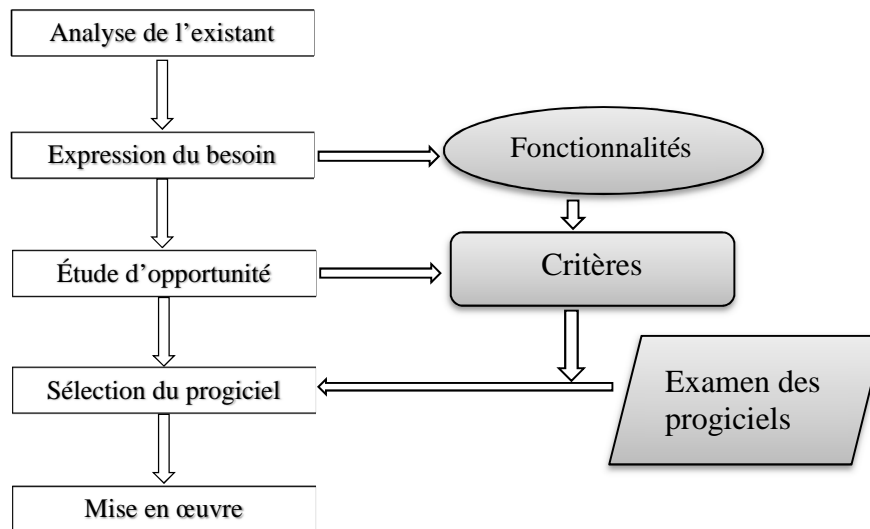 Analyse de l’existant
Expression du besoin
Fonctionnalités
Étude d’opportunité
Critères
Sélection du progiciel
Examen des
progiciels
Mise en œuvre